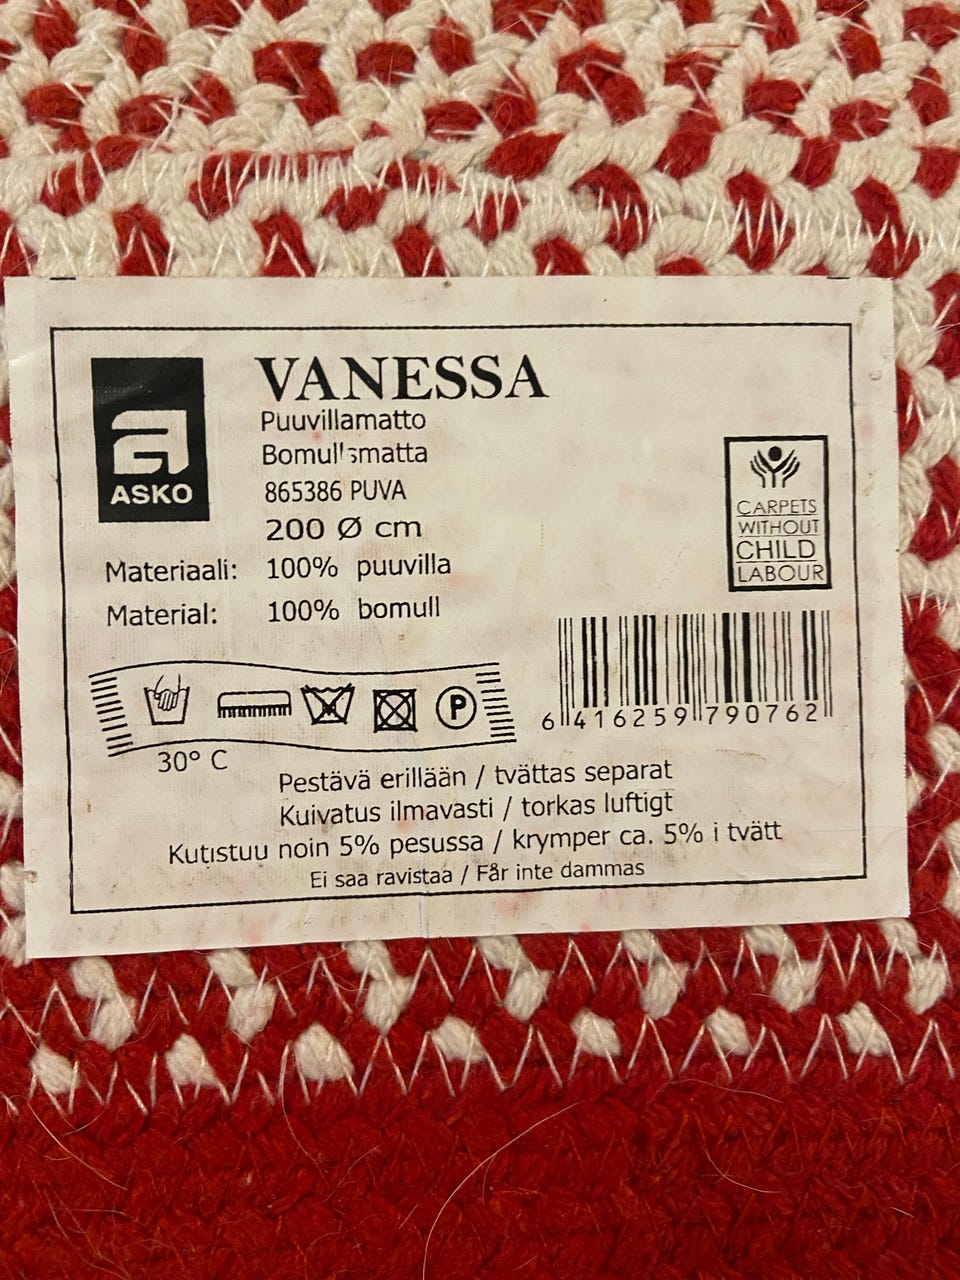 VANESSA
Puuvillamatto
Bomullsmatta
865386 PUVA
200 Ø cm
ASKO
Materiaali: 100% puuvilla
Material: 100% bomull
CARPETS
WITHOUT
CHILD
LABOUR
P
30° C
6 416259 790762
Pestävä erillään / tvättas separat
Kuivatus ilmavasti / torkas luftigt
Kutistuu noin 5% pesussa / krymper ca. 5% i tvätt
Ei saa ravistaa / Får inte dammas